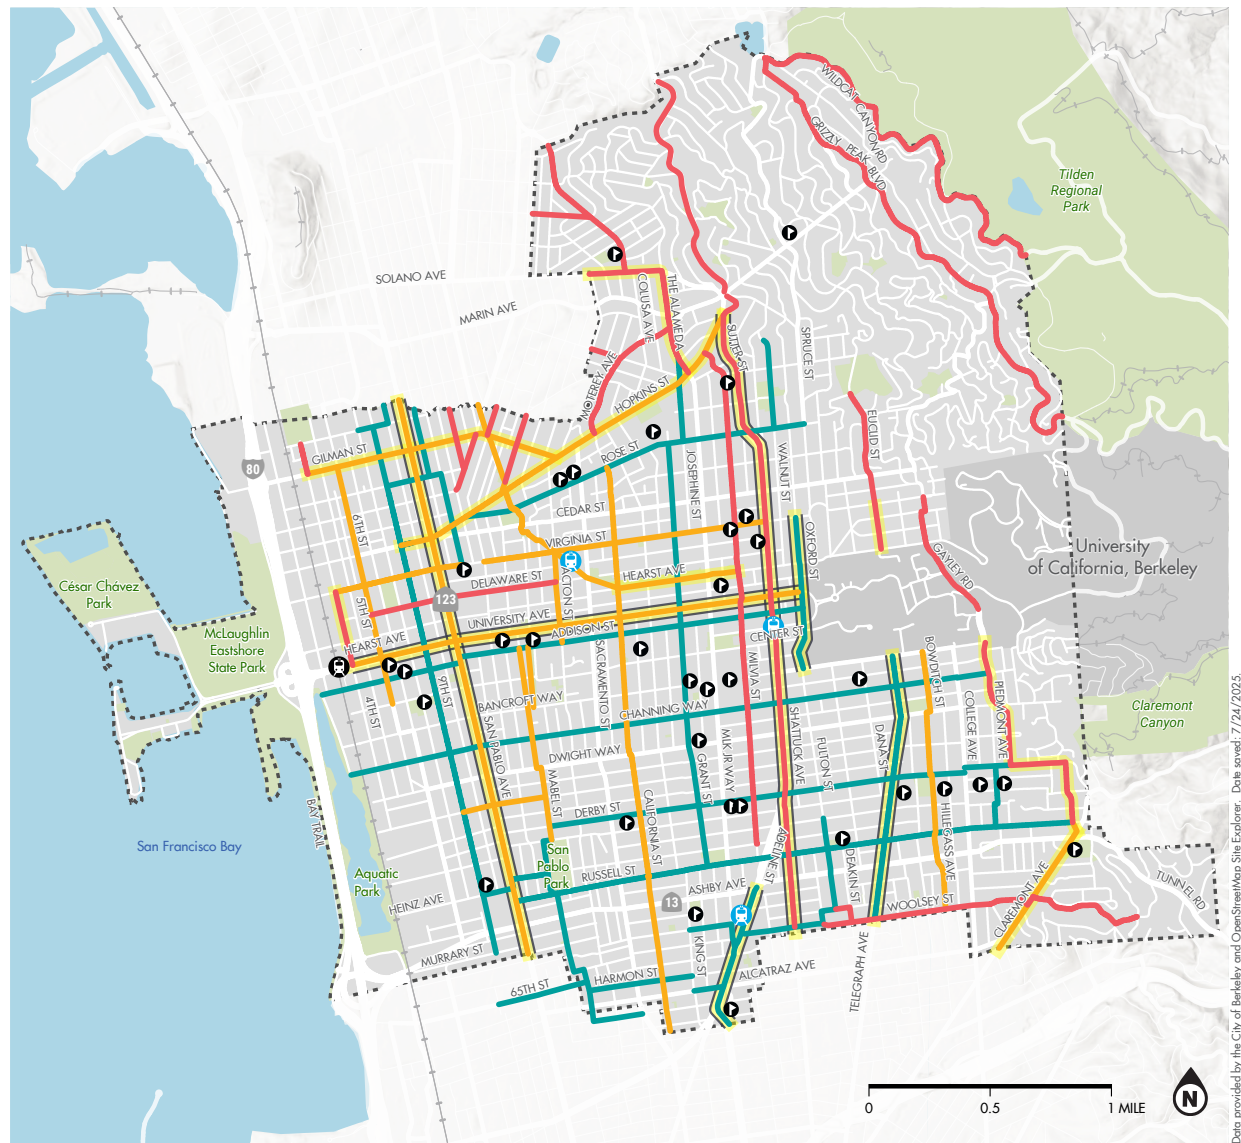 WILDCAT CANYON RD
GRIZZLY PEAK BLVD
Tilden
Regional
Park
SOLANO AVE
MARIN AVE
COLUSA AVE
THE ALAMEDA
SUTTER ST
SPRUCE ST
MOTEREY AVE
HOPKINS ST
EUCLID ST
GILMAN ST
80
ROSE ST
JOSEPHINE ST
WALNUT ST
CEDAR ST
6TH ST
VIRGINIA ST
OXFORD ST
University
of California, Berkeley
GAYLEY RD
César Chávez
Park
DELAWARE ST
ACTON ST
HEARST AVE
123
5TH ST
UNIVERSITY AVE
ADDISON ST
CENTER ST
McLaughlin
Eastshore
State Park
HEARST AVE
SACRAMENTO ST
MILVIA ST
BOWDITCH ST
9TH ST
4TH ST
BANCROFT WAY
CHANNING WAY
COLLEGE AVE
PIEDMONT AVE
Claremont
Canyon
SAN PABLO AVE
SHATTUCK AVE
DANA ST
FULTON ST
MLK JR WAY
GRANT ST
DWIGHT WAY
MABEL ST
DERBY ST
CALIFORNIA ST
HILLEGASS AVE
BAY TRAIL
San Francisco Bay
ADELINE ST
DEAKIN ST
San
Pablo
Park
RUSSELL ST
ASHBY AVE
Aquatic
Park
HEINZ AVE
13
WOOLSEY ST
CLAREMONT AVE
TUNNEL RD
MURRARY ST
KING ST
TELEGRAPH AVE
65TH ST
HARMON ST
ALCATRAZ AVE
0
0.5
1 MILE
N
Data provided by the City of Berkeley and OpenStreetMap Site Explorer. Date saved: 7/24/2025.